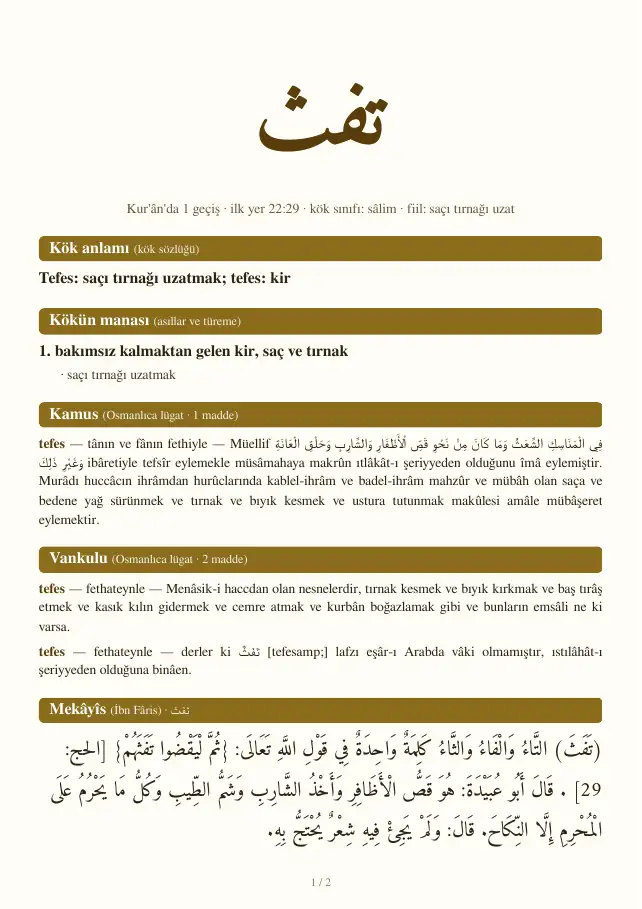 تفث
Kur'ân'da 1 geçiş · ilk yer 22:29 · kök sınıfı: sâlim · fiil: saçı tırnağı uzat
Kök anlamı (kök sözlüğü)
Tefes: saçı tırnağı uzatmak; tefes: kir
Kökün manası (asıllar ve türeme)
1. bakımsız kalmaktan gelen kir, saç ve tırnak
· saçı tırnağı uzatmak
Kamus (Osmanlıca lügat · 1 madde)
tefes — tânın ve fânın fethiyle — Müellif فِي الْمَنَاسِكِ الشَّعَثُ وَمَا كَانَ مِنْ نَحْوِ قَصِّ الْأَظْفَارِ وَالشَّارِبِ وَحَلْقِ الْعَانَةِ
وَغَيْرِ ذَلِكَ ibâretiyle tefsîr eylemekle müsâmahaya makrûn ıtlâkât-ı şeriyyeden olduğunu îmâ eylemiştir.
Murâdı huccâcın ihrâmdan hurûclarında kablel-ihrâm ve badel-ihrâm mahzûr ve mübâh olan saça ve
bedene yağ sürünmek ve tırnak ve bıyık kesmek ve ustura tutunmak makûlesi amâle mübâşeret
eylemektir.
Vankulu (Osmanlıca lügat · 2 madde)
tefes — fethateynle — Menâsik-i haccdan olan nesnelerdir, tırnak kesmek ve bıyık kırkmak ve baş tırâş
etmek ve kasık kılın gidermek ve cemre atmak ve kurbân boğazlamak gibi ve bunların emsâli ne ki
varsa.
tefes — fethateynle — derler ki تَفَثٌ [tefesamp;] lafzı eşâr-ı Arabda vâki olmamıştır, ıstılâhât-ı
şeriyyeden olduğuna binâen.
Mekâyîs (İbn Fâris) · تفث
(تَفَثَ) التَّاءُ وَالْفَاءُ وَالثَّاءُ كَلِمَةٌ وَاحِدَةٌ فِي قَوْلِ اللَّهِ تَعَالَى: {ثُمَّ لْيَقْضُوا تَفَثَهُمْ} [الحج:
29] . قَالَ أَبُو عُبَيْدَةَ: هُوَ قَصُّ الْأَظَافِرِ وَأَخْذُ الشَّارِبِ وَشَمُّ الطِّيبِ وَكُلُّ مَا يَحْرُمُ عَلَى
الْمُحْرِمِ إِلَّا النِّكَاحَ. قَالَ: وَلَمْ يَجِئْ فِيهِ شِعْرٌ يُحْتَجُّ بِهِ.
1 / 2